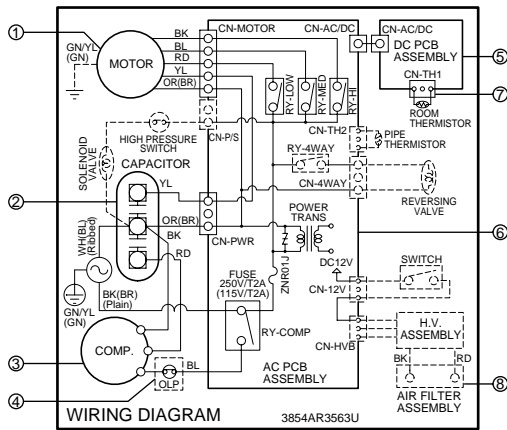 ① BK CN-MOTOR CN-AC/DC CN-AC/DC
GN/YL
(GN)
BL
RD
YL
OR(BR)
MOTOR
DC PCB
ASSEMBLY
⑤
CN-TH1
⑦
ROOM
THERMISTOR
RY-LOW
RY-MED
RY-HI
HIGH PRESSURE
SWITCH
CN-P/S
CN-TH2
PIPE
THERMISTOR
SOLENOID
VALVE
RY-4WAY
CN-4WAY
REVERSING
VALVE
CAPACITOR
YL
②
OR(BR)
BK
RD
WH(BL)
(Ribbed)
CN-PWR
POWER
TRANS
⑥
ZNR01J
DC12V
CN-12V
SWITCH
BK(BR)
(Plain)
GN/YL
(GN)
FUSE
250V/T2A
(115V/T2A)
RY-COMP
H.V.
ASSEMBLY
CN-HVB
BK
RD
③
COMP.
④
OLP
BL
AC PCB
ASSEMBLY
⑧
AIR FILTER
ASSEMBLY
WIRING DIAGRAM
3854AR3563U